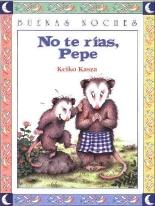 BUENAS NOCHES
No te rías,
Pepe
Keiko Kasza